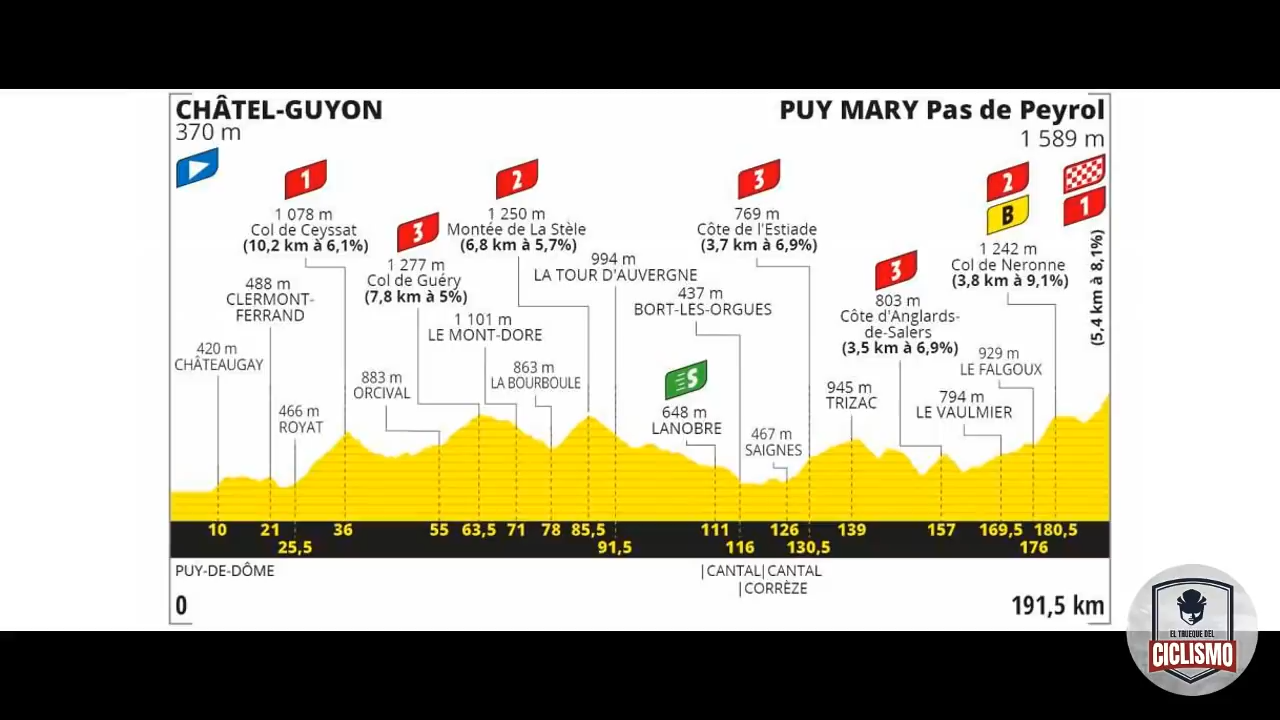 CHÂTEL-GUYON
370 m
PUY MARY Pas de Peyrol
1 589 m
1
1 078 m
Col de Ceyssat
(10,2 km à 6,1%)
3
1 277 m
Col de Guéry
(7,8 km à 5%)
2
1 250 m
Montée de La Stèle
(6,8 km à 5,7%)
3
769 m
Côte de l'Estiade
(3,7 km à 6,9%)
3
803 m
Côte d'Anglards-
de-Salers
(3,5 km à 6,9%)
2
B
1 242 m
Col de Neronne
(3,8 km à 9,1%)
1
(5,4 km à 8,1%)
420 m
CHÂTEAUGAY
488 m
CLERMONT-
FERRAND
466 m
ROYAT
883 m
ORCIVAL
1 101 m
LE MONT-DORE
863 m
LA BOURBOULE
994 m
LA TOUR D'AUVERGNE
S
648 m
LANOBRE
437 m
BORT-LES-ORGUES
467 m
SAIGNES
945 m
TRIZAC
794 m
LE VAULMIER
929 m
LE FALGOUX
10 21 36 55 63,5 71 78 85,5 111 126 139 157 169,5 180,5
25,5 91,5 116 130,5 176
PUY-DE-DÔME
|CANTAL|CANTAL
|CORRÈZE
0
191,5 km
EL TRUEQUE DEL
CICLISMO